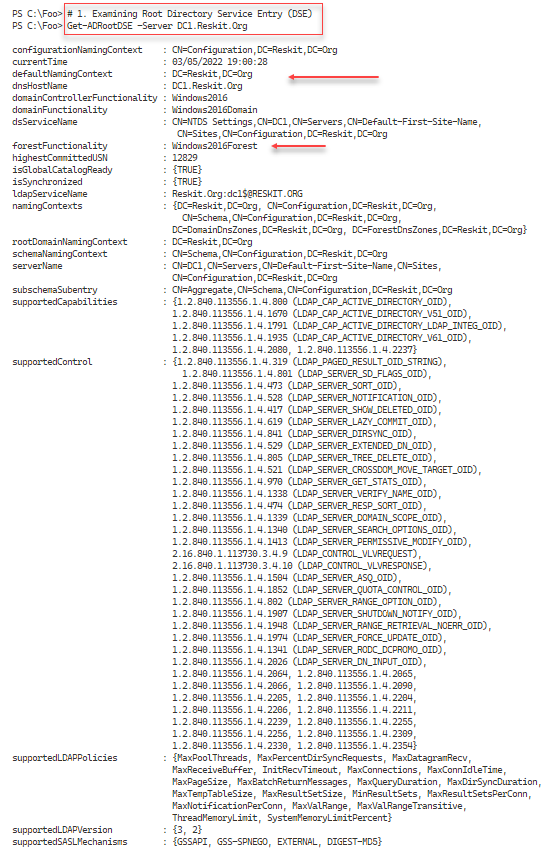 PS C:\Foo> # 1. Examining Root Directory Service Entry (DSE)
PS C:\Foo> Get-ADRootDSE -Server DC1.Reskit.Org
configurationNamingContext : CN=Configuration,DC=Reskit,DC=Org
currentTime : 03/05/2022 19:00:28
defaultNamingContext : DC=Reskit,DC=Org
dnsHostName : DC1.Reskit.Org
domainControllerFunctionality : Windows2016
domainFunctionality : Windows2016Domain
dsServiceName : CN=NTDS Settings,CN=DC1,CN=Servers,CN=Default-First-Site-Name,
CN=Sites,CN=Configuration,DC=Reskit,DC=Org
forestFunctionality : Windows2016Forest
highestCommittedUSN : 12829
isGlobalCatalogReady : {TRUE}
isSynchronized : {TRUE}
ldapServiceName : Reskit.Org:dc1$@RESKIT.ORG
namingContexts : {DC=Reskit,DC=Org, CN=Configuration,DC=Reskit,DC=Org,
CN=Schema,CN=Configuration,DC=Reskit,DC=Org,
DC=DomainDnsZones,DC=Reskit,DC=Org, DC=ForestDnsZones,DC=Reskit,DC=Org}
rootDomainNamingContext : DC=Reskit,DC=Org
schemaNamingContext : CN=Schema,CN=Configuration,DC=Reskit,DC=Org
serverName : CN=DC1,CN=Servers,CN=Default-First-Site-Name,CN=Sites,
CN=Configuration,DC=Reskit,DC=Org
subschemaSubentry : CN=Aggregate,CN=Schema,CN=Configuration,DC=Reskit,DC=Org
supportedCapabilities : {1.2.840.113556.1.4.800 (LDAP_CAP_ACTIVE_DIRECTORY_OID),
1.2.840.113556.1.4.1670 (LDAP_CAP_ACTIVE_DIRECTORY_V51_OID),
1.2.840.113556.1.4.1791 (LDAP_CAP_ACTIVE_DIRECTORY_LDAP_INTEG_OID),
1.2.840.113556.1.4.1935 (LDAP_CAP_ACTIVE_DIRECTORY_V61_OID),
1.2.840.113556.1.4.2080, 1.2.840.113556.1.4.2237}
supportedControl : {1.2.840.113556.1.4.319 (LDAP_PAGED_RESULT_OID_STRING),
1.2.840.113556.1.4.801 (LDAP_SERVER_SD_FLAGS_OID),
1.2.840.113556.1.4.473 (LDAP_SERVER_SORT_OID),
1.2.840.113556.1.4.528 (LDAP_SERVER_NOTIFICATION_OID),
1.2.840.113556.1.4.417 (LDAP_SERVER_SHOW_DELETED_OID),
1.2.840.113556.1.4.619 (LDAP_SERVER_LAZY_COMMIT_OID),
1.2.840.113556.1.4.841 (LDAP_SERVER_DIRSYNC_OID),
1.2.840.113556.1.4.529 (LDAP_SERVER_EXTENDED_DN_OID),
1.2.840.113556.1.4.805 (LDAP_SERVER_TREE_DELETE_OID),
1.2.840.113556.1.4.521 (LDAP_SERVER_CROSSDOM_MOVE_TARGET_OID),
1.2.840.113556.1.4.970 (LDAP_SERVER_GET_STATS_OID),
1.2.840.113556.1.4.1338 (LDAP_SERVER_VERIFY_NAME_OID),
1.2.840.113556.1.4.474 (LDAP_SERVER_RESP_SORT_OID),
1.2.840.113556.1.4.1339 (LDAP_SERVER_DOMAIN_SCOPE_OID),
1.2.840.113556.1.4.1340 (LDAP_SERVER_SEARCH_OPTIONS_OID),
1.2.840.113556.1.4.1413 (LDAP_SERVER_PERMISSIVE_MODIFY_OID),
2.16.840.1.113730.3.4.9 (LDAP_CONTROL_VLVREQUEST),
2.16.840.1.113730.3.4.10 (LDAP_CONTROL_VLVRESPONSE),
1.2.840.113556.1.4.1504 (LDAP_SERVER_ASQ_OID),
1.2.840.113556.1.4.1852 (LDAP_SERVER_QUOTA_CONTROL_OID),
1.2.840.113556.1.4.802 (LDAP_SERVER_RANGE_OPTION_OID),
1.2.840.113556.1.4.1907 (LDAP_SERVER_SHUTDOWN_NOTIFY_OID),
1.2.840.113556.1.4.1948 (LDAP_SERVER_RANGE_RETRIEVAL_NOERR_OID),
1.2.840.113556.1.4.1974 (LDAP_SERVER_FORCE_UPDATE_OID),
1.2.840.113556.1.4.1341 (LDAP_SERVER_RODC_DCPROMO_OID),
1.2.840.113556.1.4.2026 (LDAP_SERVER_DN_INPUT_OID),
1.2.840.113556.1.4.2064, 1.2.840.113556.1.4.2065,
1.2.840.113556.1.4.2066, 1.2.840.113556.1.4.2090,
1.2.840.113556.1.4.2205, 1.2.840.113556.1.4.2204,
1.2.840.113556.1.4.2206, 1.2.840.113556.1.4.2211,
1.2.840.113556.1.4.2239, 1.2.840.113556.1.4.2255,
1.2.840.113556.1.4.2256, 1.2.840.113556.1.4.2309,
1.2.840.113556.1.4.2330, 1.2.840.113556.1.4.2354}
supportedLDAPPolicies : {MaxPoolThreads, MaxPercentDirSyncRequests, MaxDatagramRecv,
MaxReceiveBuffer, InitRecvTimeout, MaxConnections, MaxConnIdleTime,
MaxPageSize, MaxBatchReturnMessages, MaxQueryDuration, MaxDirSyncDuration,
MaxTempTableSize, MaxResultSetSize, MinResultSets, MaxResultSetsPerConn,
MaxNotificationPerConn, MaxValRange, MaxValRangeTransitive,
ThreadMemoryLimit, SystemMemoryLimitPercent}
supportedLDAPVersion : {3, 2}
supportedSASLMechanisms : {GSSAPI, GSS-SPNEGO, EXTERNAL, DIGEST-MD5}